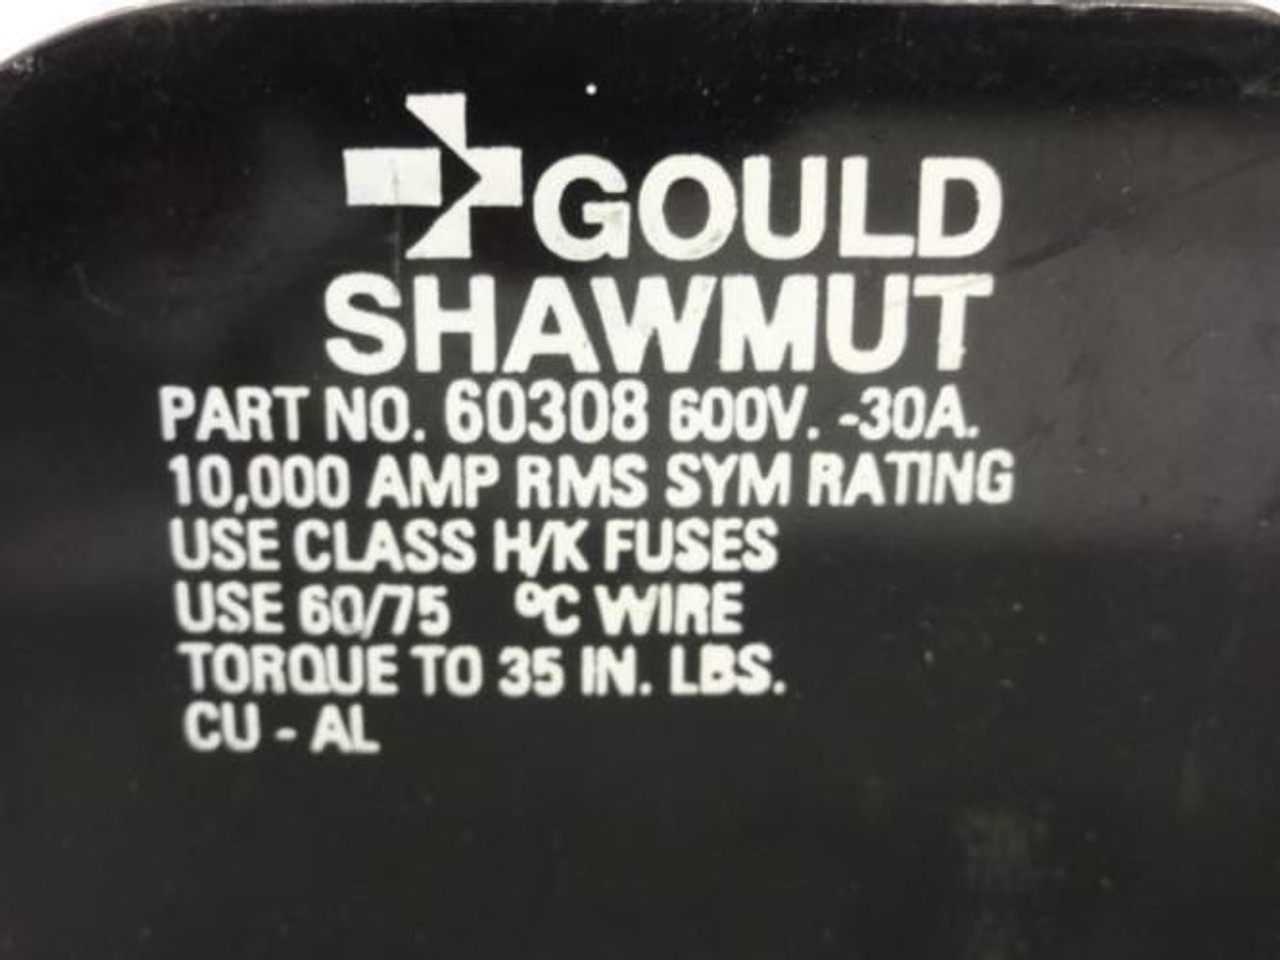 GOULD
SHAWMUT
PART NO. 60308 600V. -30A.
10,000 AMP RMS SYM RATING
USE CLASS H/K FUSES
USE 60/75 °C WIRE
TORQUE TO 35 IN. LBS.
CU - AL